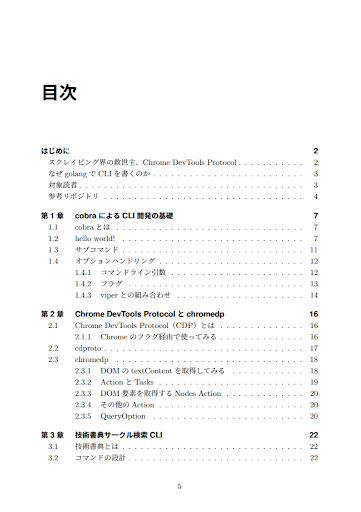 目次
はじめに 2
スクレイピング界の救世主、Chrome DevTools Protocol . . . . . . . . . . . 2
なぜ golang で CLI を書くのか . . . . . . . . . . . . . . . . . . . . . . . . . 3
対象読者 . . . . . . . . . . . . . . . . . . . . . . . . . . . . . . . . . . . . . 3
参考リポジトリ . . . . . . . . . . . . . . . . . . . . . . . . . . . . . . . . . 4
第 1 章 cobra による CLI 開発の基礎 7
1.1 cobra とは . . . . . . . . . . . . . . . . . . . . . . . . . . . . . . . 7
1.2 hello world! . . . . . . . . . . . . . . . . . . . . . . . . . . . . . . 7
1.3 サブコマンド . . . . . . . . . . . . . . . . . . . . . . . . . . . . . . 11
1.4 オプションハンドリング . . . . . . . . . . . . . . . . . . . . . . . . 12
1.4.1 コマンドライン引数 . . . . . . . . . . . . . . . . . . . . . . . 12
1.4.2 フラグ . . . . . . . . . . . . . . . . . . . . . . . . . . . . . . 13
1.4.3 viper との組み合わせ . . . . . . . . . . . . . . . . . . . . . . 14
第 2 章 Chrome DevTools Protocol と chromedp 16
2.1 Chrome DevTools Protocol（CDP）とは . . . . . . . . . . . . . . 16
2.1.1 Chrome のフラグ経由で使ってみる . . . . . . . . . . . . . . . 16
2.2 cdproto . . . . . . . . . . . . . . . . . . . . . . . . . . . . . . . . . 17
2.3 chromedp . . . . . . . . . . . . . . . . . . . . . . . . . . . . . . . . 18
2.3.1 DOM の textContent を取得してみる . . . . . . . . . . . . 18
2.3.2 Action と Tasks . . . . . . . . . . . . . . . . . . . . . . . . . 19
2.3.3 DOM 要素を取得する Nodes Action . . . . . . . . . . . . . 20
2.3.4 その他の Action . . . . . . . . . . . . . . . . . . . . . . . . . 20
2.3.5 QueryOption . . . . . . . . . . . . . . . . . . . . . . . . . . 20
第 3 章 技術書典サークル検索 CLI 22
3.1 技術書典とは . . . . . . . . . . . . . . . . . . . . . . . . . . . . . . 22
3.2 コマンドの設計 . . . . . . . . . . . . . . . . . . . . . . . . . . . . . 22
5